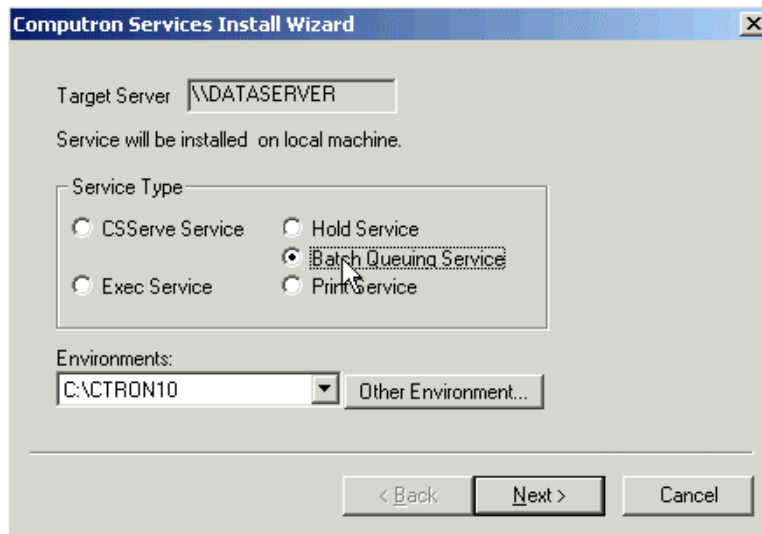 Computron Services Install Wizard
Target Server \\DATASERVER
Service will be installed on local machine.
Service Type
CSServe Service Hold Service
Batch Queuing Service
Exec Service Print Service
Environments:
C:\CTRON10 Other Environment...
< Back Next > Cancel